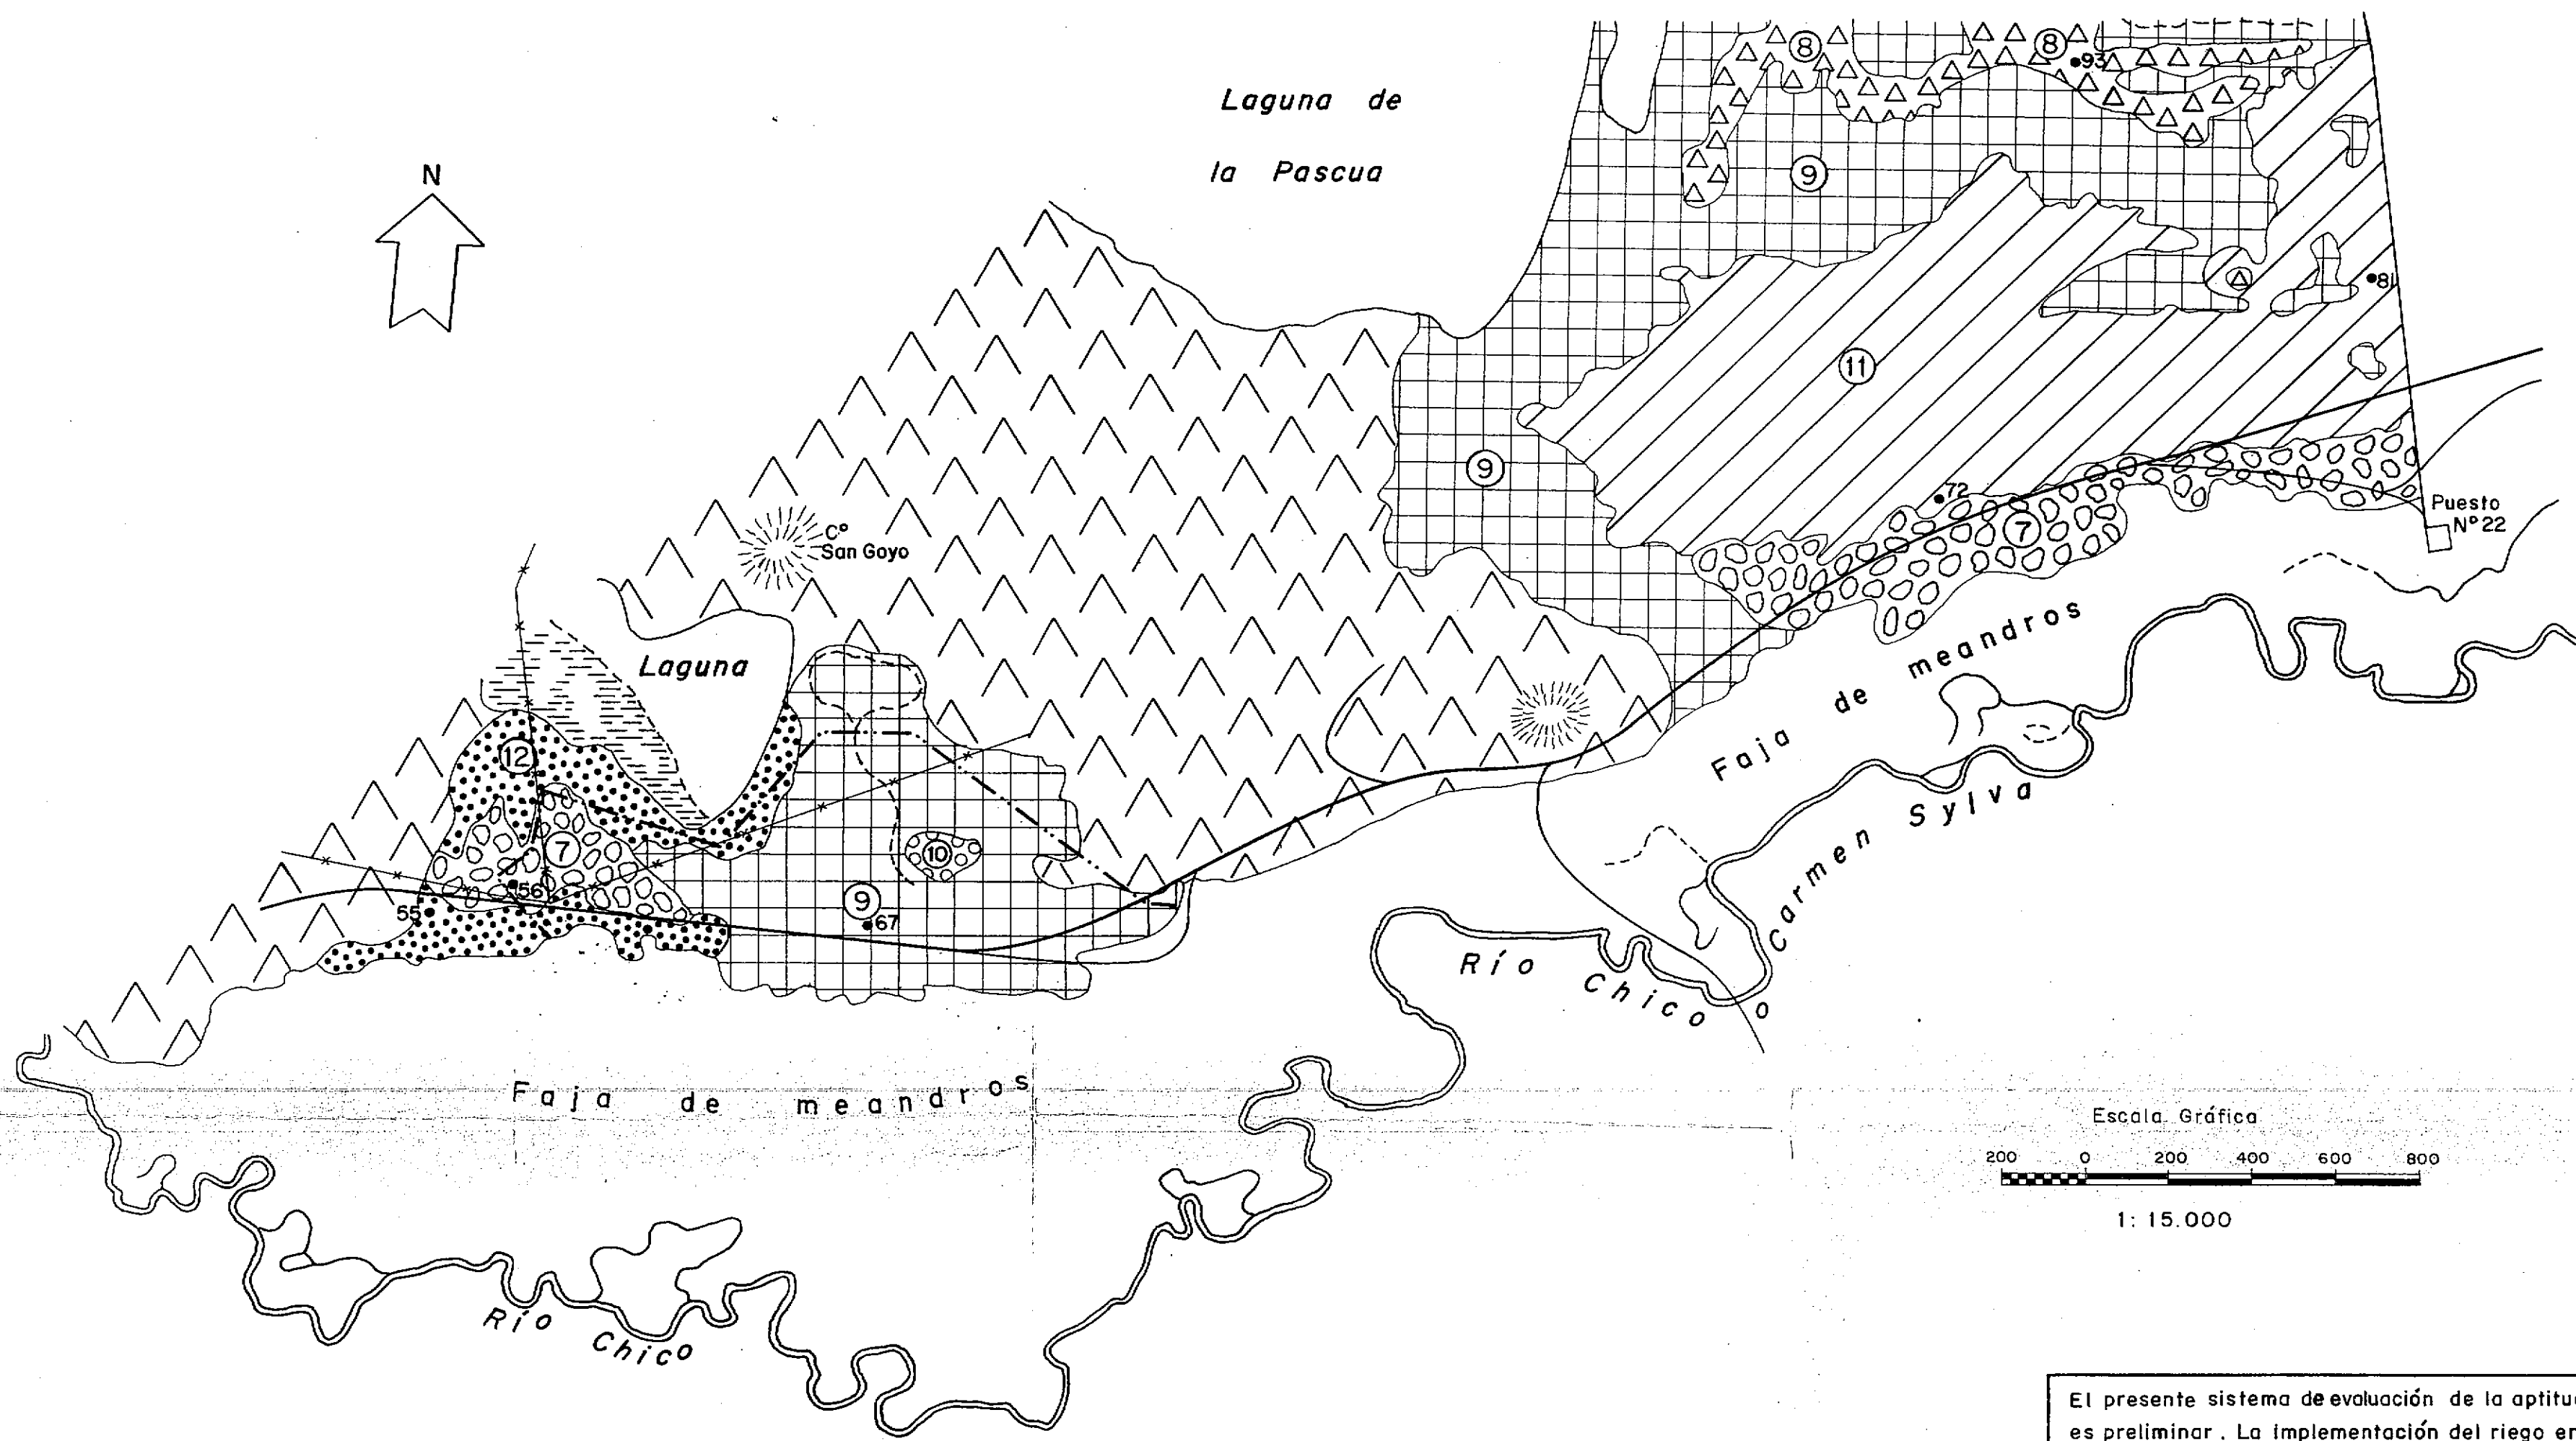 Laguna de
la Pascua
N
8
8
93
9
81
11
9
72
7
Puesto
N°22
C°
San Goyo
Laguna
Faja de meandros
12
7
10
9
56
55
67
Río Chico o Carmen Sylva
Faja de meandros
Escala Gráfica
200 0 200 400 600 800
1: 15.000
Río Chico
El presente sistema de evaluación de la aptitu
es preliminar. La implementación del riego en